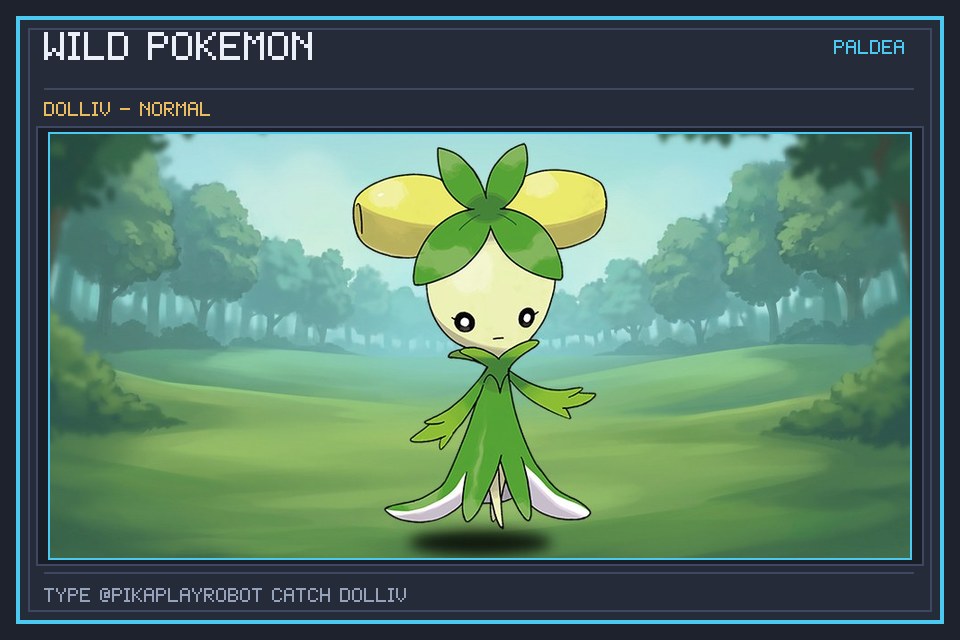 WILD POKEMON
PALDEA
DOLLIV - NORMAL
TYPE @PIKAPLAYROBOT CATCH DOLLIV